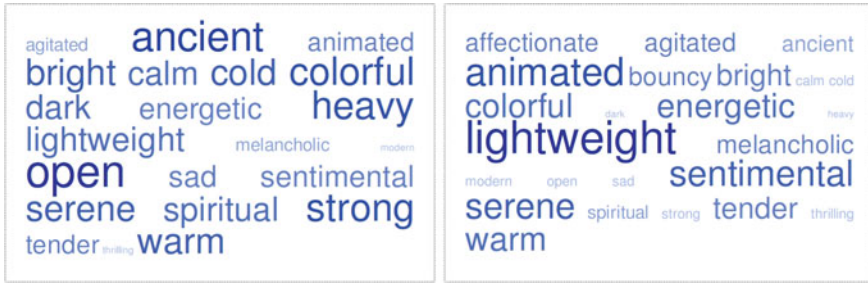 agitated ancient animated
bright calm cold colorful
dark energetic heavy
lightweight melancholic modern
open sad sentimental
serene spiritual strong
tender thrilling warm
affectionate agitated ancient
animated bouncy bright calm cold
colorful dark energetic heavy
lightweight melancholic
modern open sad sentimental
serene spiritual strong tender thrilling
warm